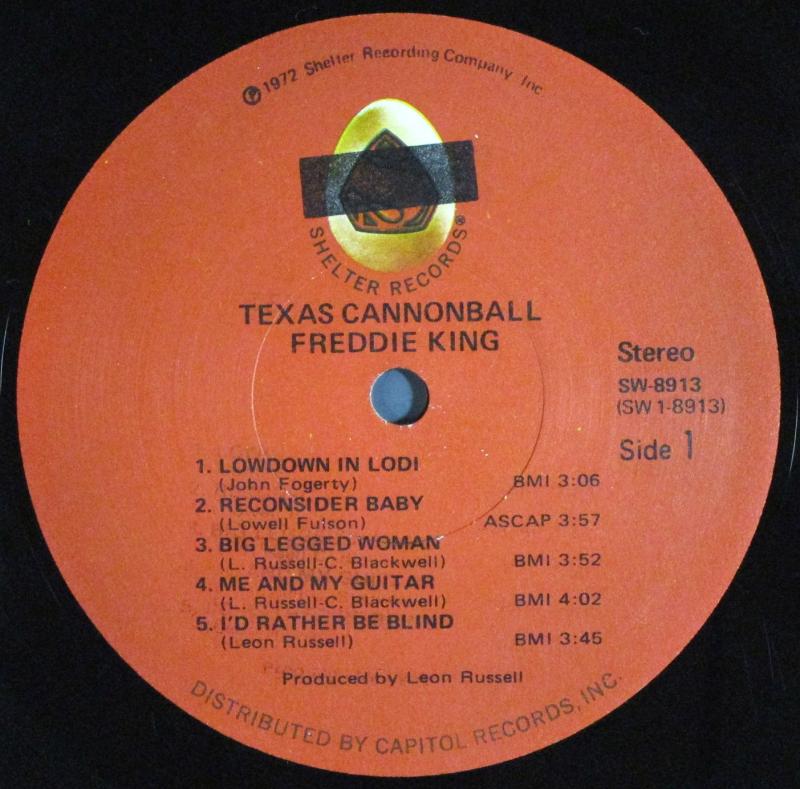 ℗1972 Shelter Recording Company Inc
SHELTER RECORDS®
TEXAS CANNONBALL
FREDDIE KING
Stereo
SW-8913
(SW 1-8913)
Side 1
1. LOWDOWN IN LODI
(John Fogerty) BMI 3:06
2. RECONSIDER BABY
(Lowell Fulson) ASCAP 3:57
3. BIG LEGGED WOMAN
(L. Russell-C. Blackwell) BMI 3:52
4. ME AND MY GUITAR
(L. Russell-C. Blackwell) BMI 4:02
5. I'D RATHER BE BLIND
(Leon Russell) BMI 3:45
Produced by Leon Russell
DISTRIBUTED BY CAPITOL RECORDS, INC.